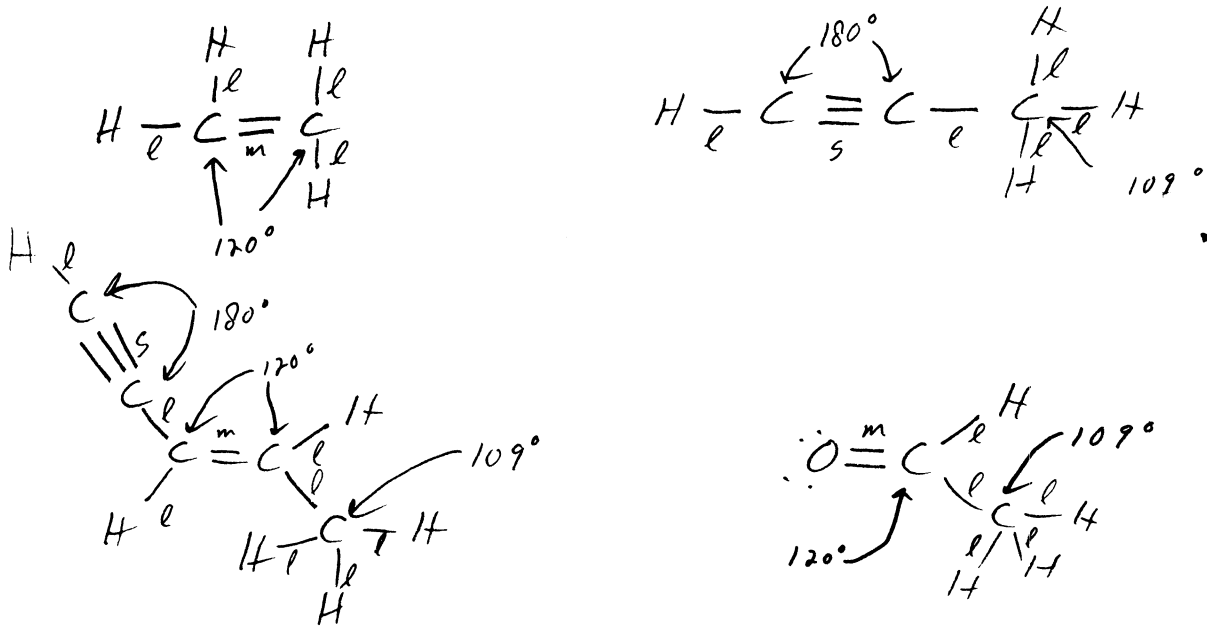 H H
l l
H — C = C
l m l
H
120°
180°
H
l
H — C ≡ C — C — H
l s l l l
H
109°
H l
C
180°
s
C
l
120°
C = C
m
H
l
l
H l
109°
C
H l
l H
l
H
H
m
:O = C
l
109°
120°
l
C
l
H
l l
H H